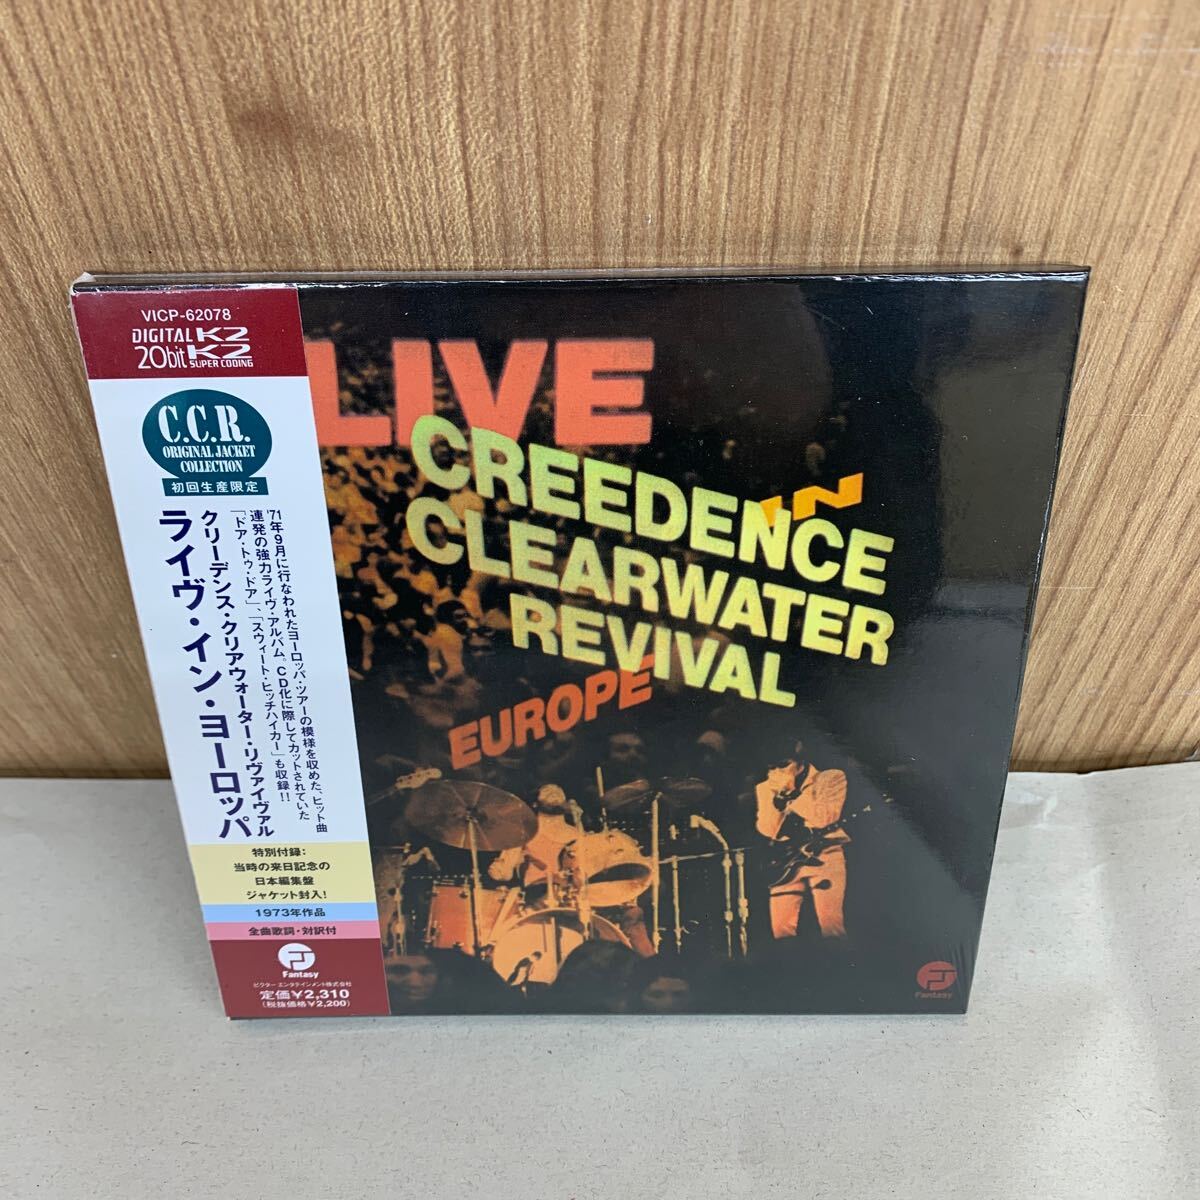 VICP-62078
DIGITAL K2
20bit K2
SUPER CODING
C.C.R.
ORIGINAL JACKET
COLLECTION
初回生産限定
'71年9月に行なわれたヨーロッパ・ツアーの模様を収めた、ヒット曲
連発の強力ライヴ・アルバム。CD化に際してカットされていた
「ドア・トゥ・ドア」、「スウィート・ヒッチハイカー」も収録!!
クリーデンス・クリアウォーター・リヴァイヴァル
ライヴ・イン・ヨーロッパ
特別付録:
当時の来日記念の
日本編集盤
ジャケット封入!
1973年作品
全曲歌詞・対訳付
Fantasy
ビクター エンタテインメント株式会社
定価¥2,310
(税抜価格¥2,200)
LIVE
IN
CREEDENCE
CLEARWATER
REVIVAL
EUROPE
Fantasy